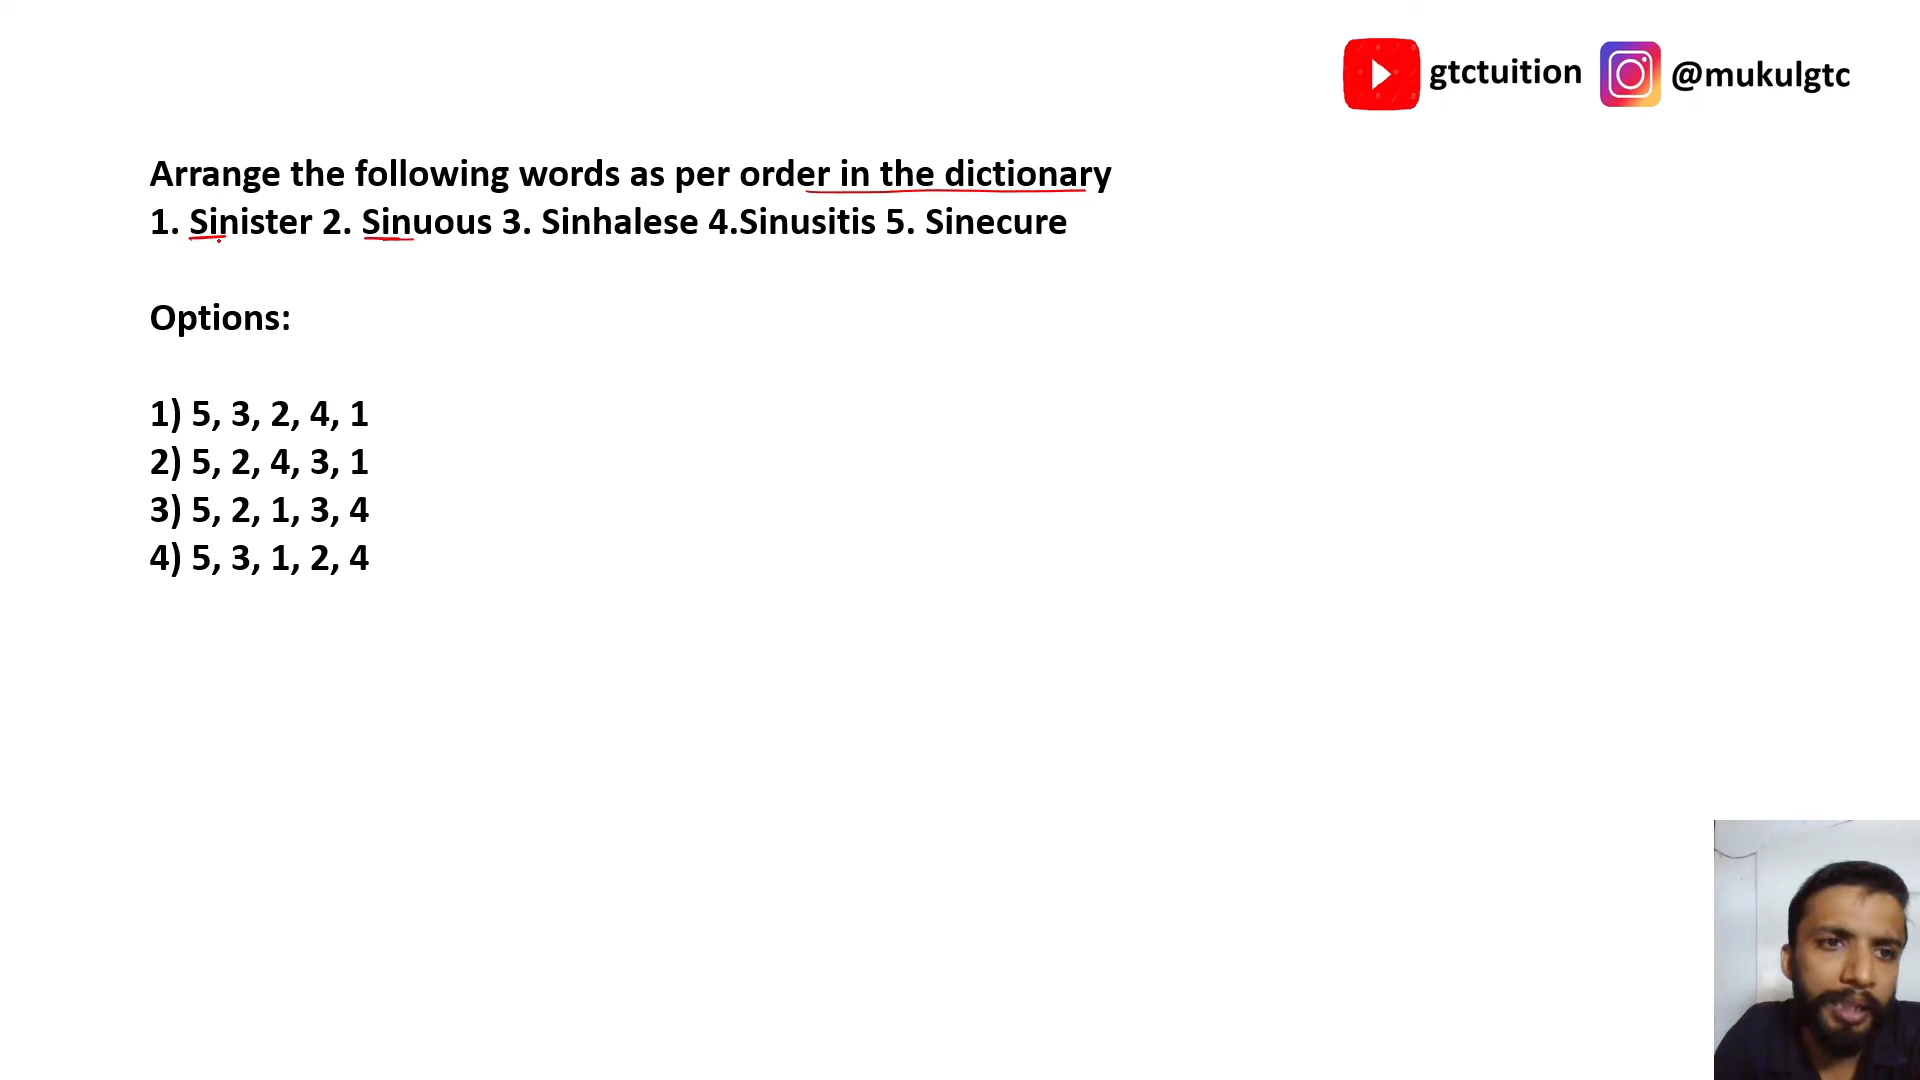 gtctuition @mukulgtc
Arrange the following words as per order in the dictionary
1. Sinister 2. Sinuous 3. Sinhalese 4.Sinusitis 5. Sinecure
Options:
1) 5, 3, 2, 4, 1
2) 5, 2, 4, 3, 1
3) 5, 2, 1, 3, 4
4) 5, 3, 1, 2, 4